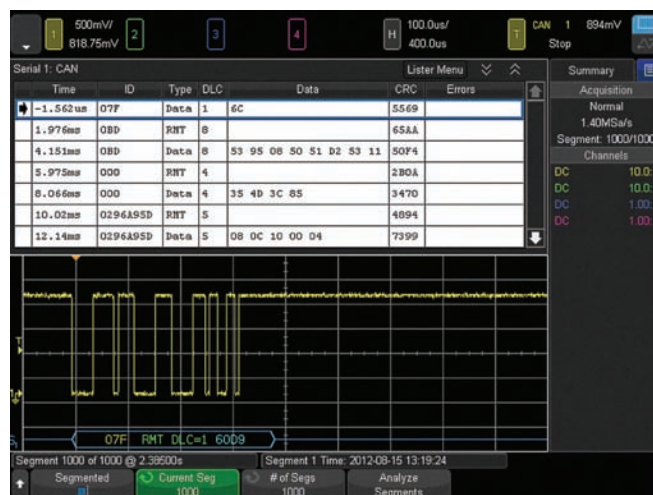 1 500mV/ 818.75mV 2 3 4 H 100.0us/ 400.0us T CAN 1 894mV
Stop
Serial 1: CAN Lister Menu Summary
Time ID Type DLC Data CRC Errors
-1.562us 07F Data 1 6C 5569
1.976ms 0BD RMT 8 65AA
4.151ms 0BD Data 8 53 95 08 50 51 D2 53 11 50F4
5.975ms 000 RMT 4 2B0A
8.066ms 000 Data 4 35 4D 3C 85 3470
10.02ms 0296A95D RMT 5 4894
12.14ms 0296A95D Data 5 08 0C 10 00 04 7399
Acquisition
Normal
1.40MSa/s
Segment: 1000/1000
Channels
DC 10.0:
DC 10.0:
DC 1.00:
DC 1.00:
T
07F RMT DLC=1 60D9
S1
Segment 1000 of 1000 @ 2.38500s Segment 1 Time: 2012-08-15 13:19:24
Segmented Current Seg 1000 # of Segs 1000 Analyze Segments